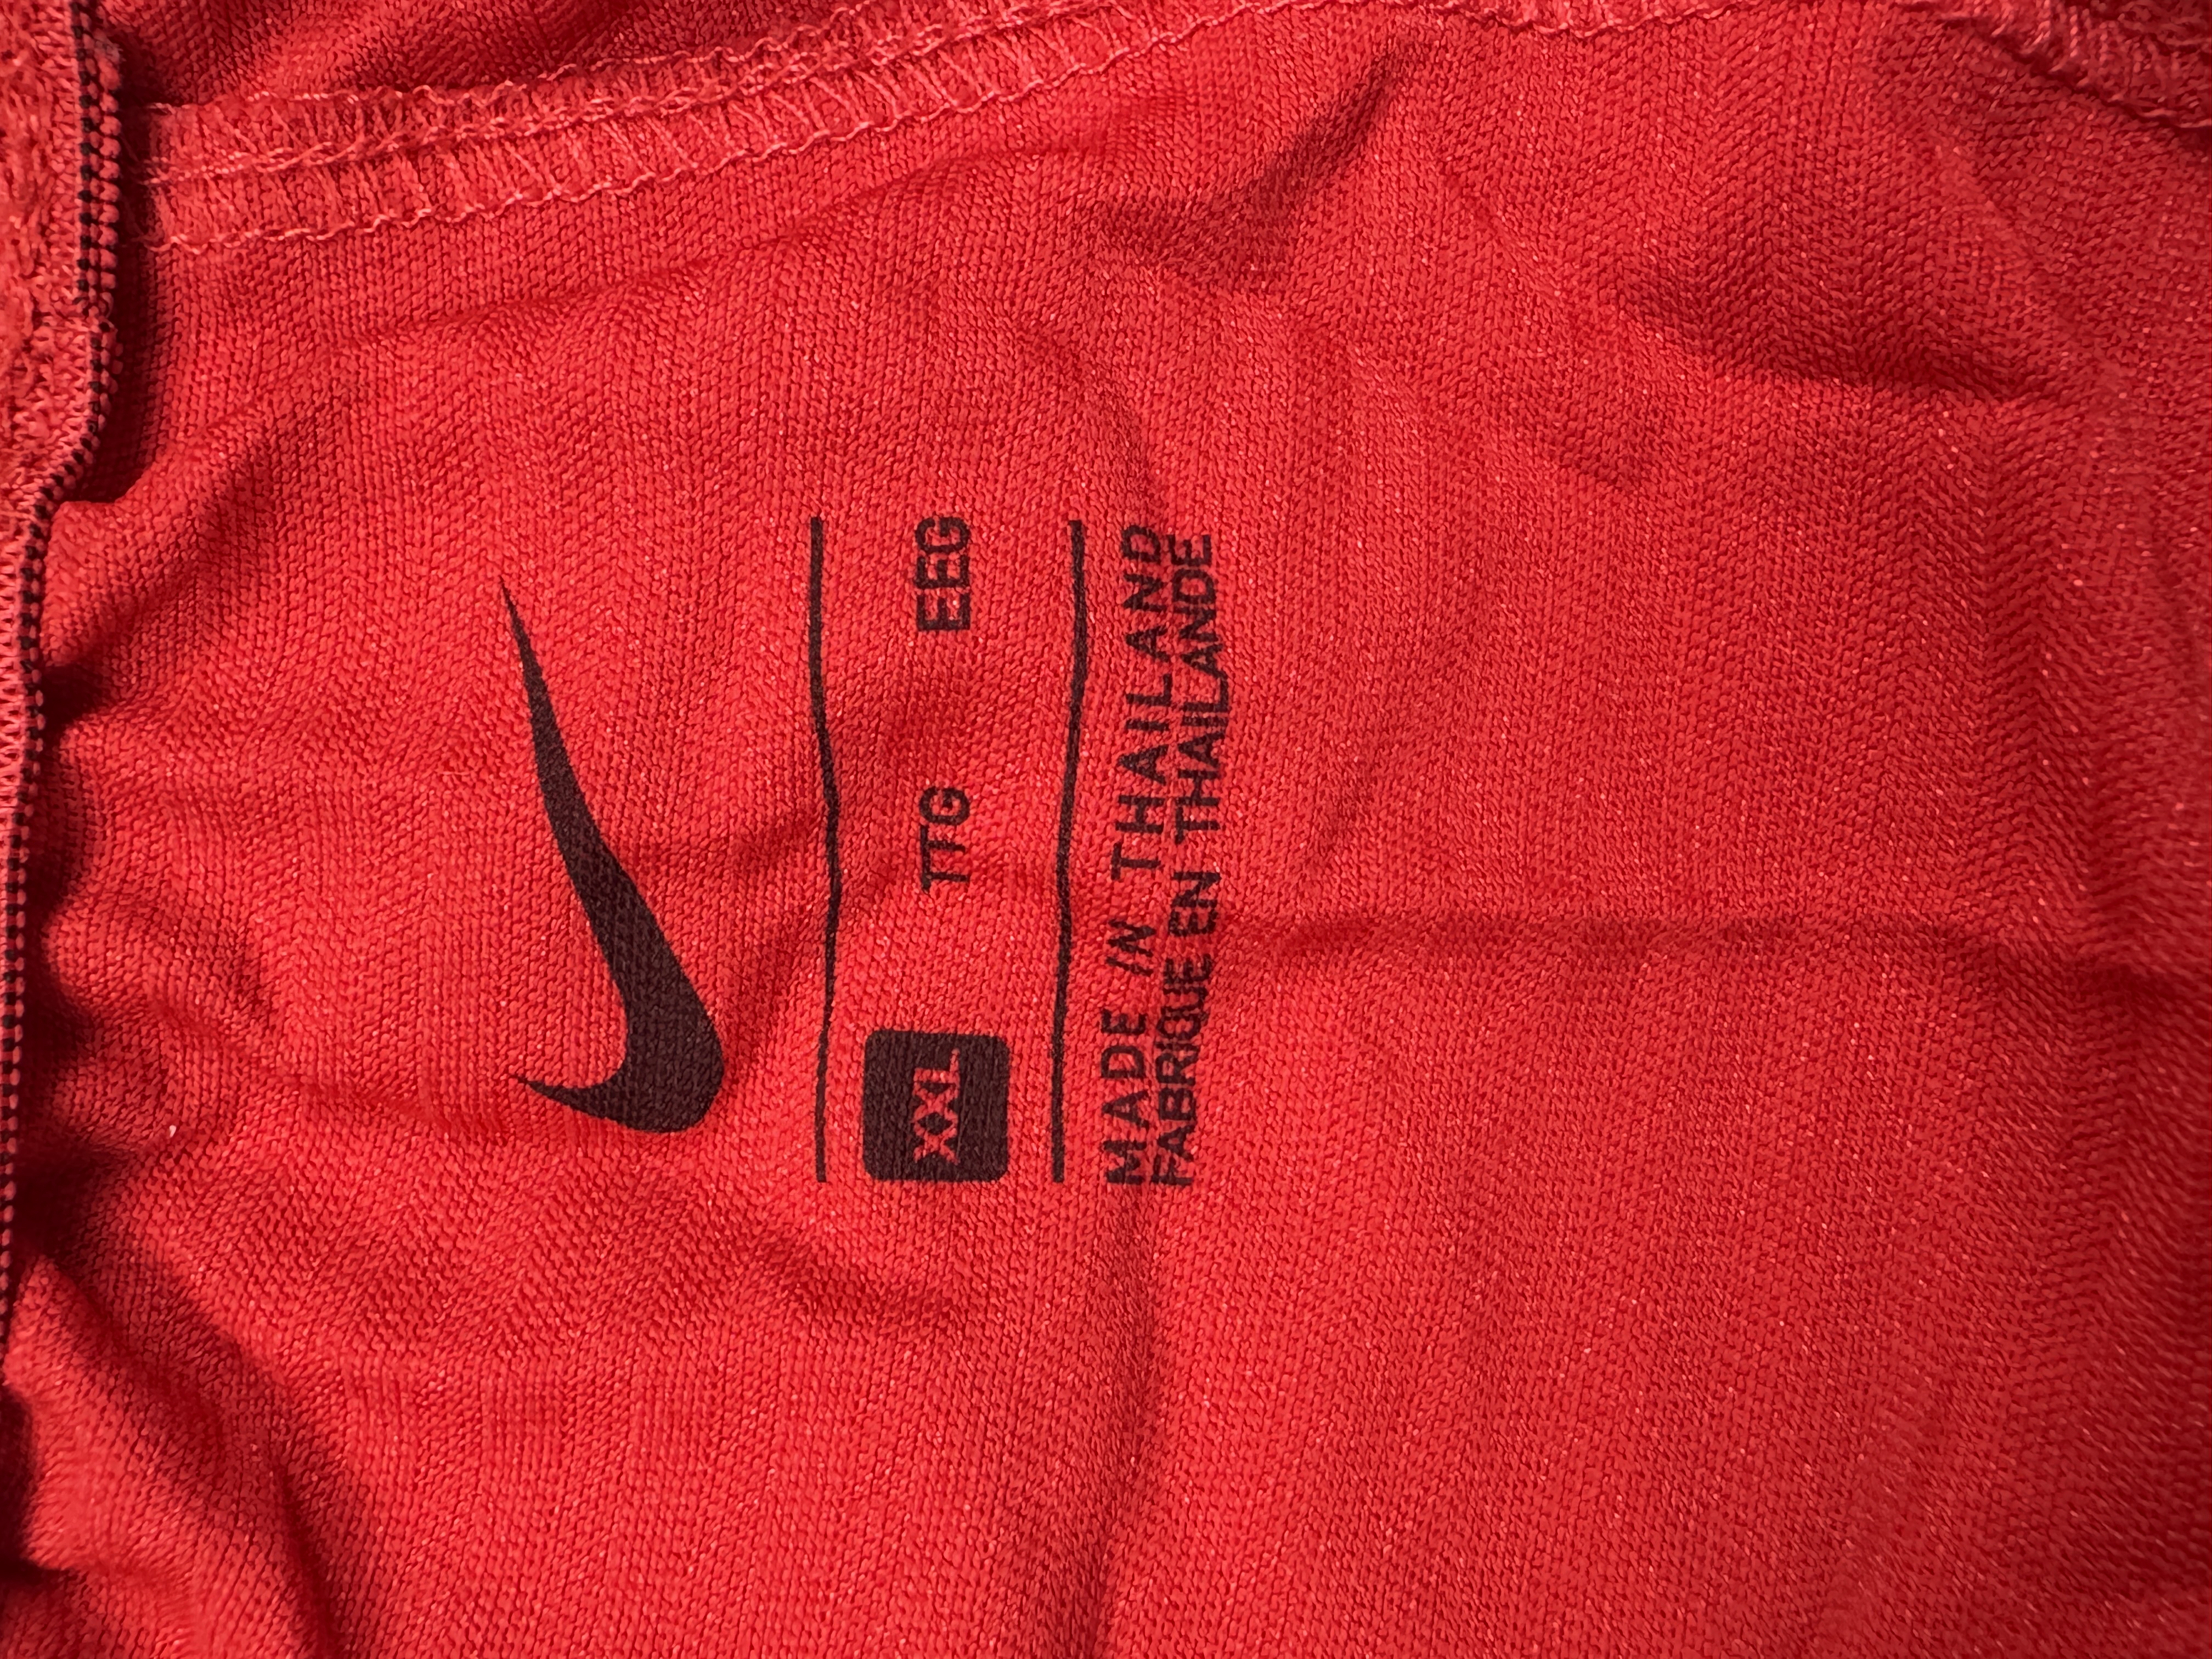 XXL TTG EEG
MADE IN THAILAND
FABRIQUE EN THAILANDE